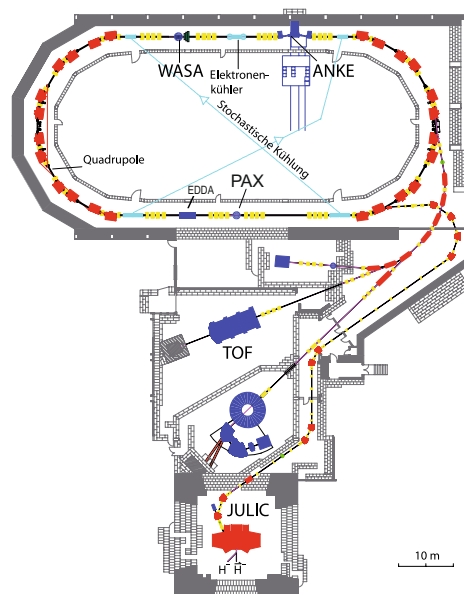 WASA
Elektronen-
kühler
ANKE
Stochastische Kühlung
Quadrupole
EDDA
PAX
TOF
JULIC
H⁻ H⁻
10 m